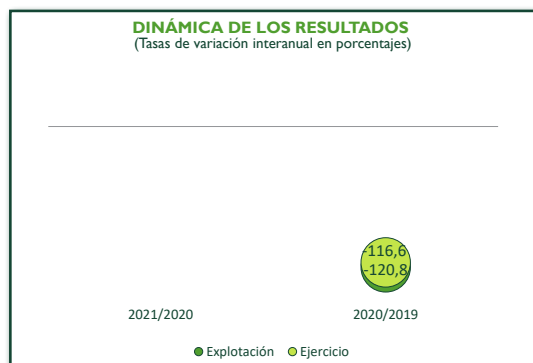 DINÁMICA DE LOS RESULTADOS
(Tasas de variación interanual en porcentajes)
-116,6
-120,8
2021/2020 2020/2019
Explotación Ejercicio